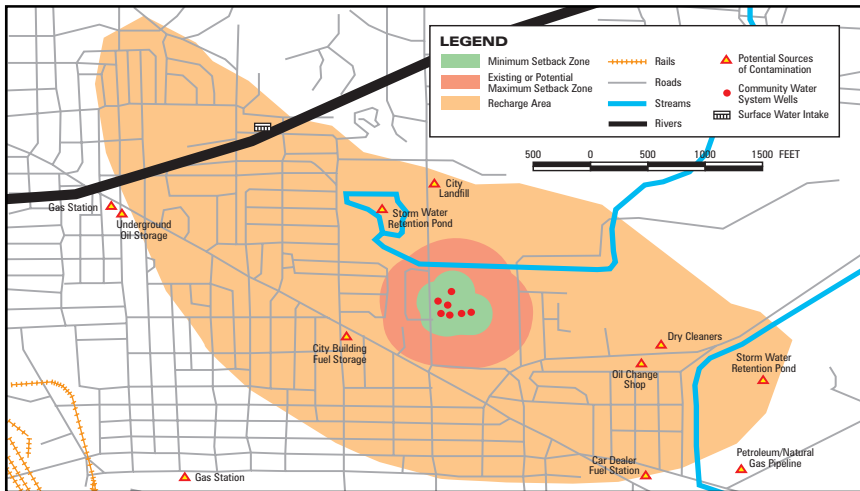 LEGEND
Minimum Setback Zone
Existing or Potential
Maximum Setback Zone
Recharge Area
Rails
Roads
Streams
Rivers
Potential Sources
of Contamination
Community Water
System Wells
Surface Water Intake
500 0 500 1000 1500 FEET
City
Landfill
Gas Station
Underground
Oil Storage
Storm Water
Retention Pond
City Building
Fuel Storage
Dry Cleaners
Oil Change
Shop
Storm Water
Retention Pond
Car Dealer
Fuel Station
Petroleum/Natural
Gas Pipeline
Gas Station